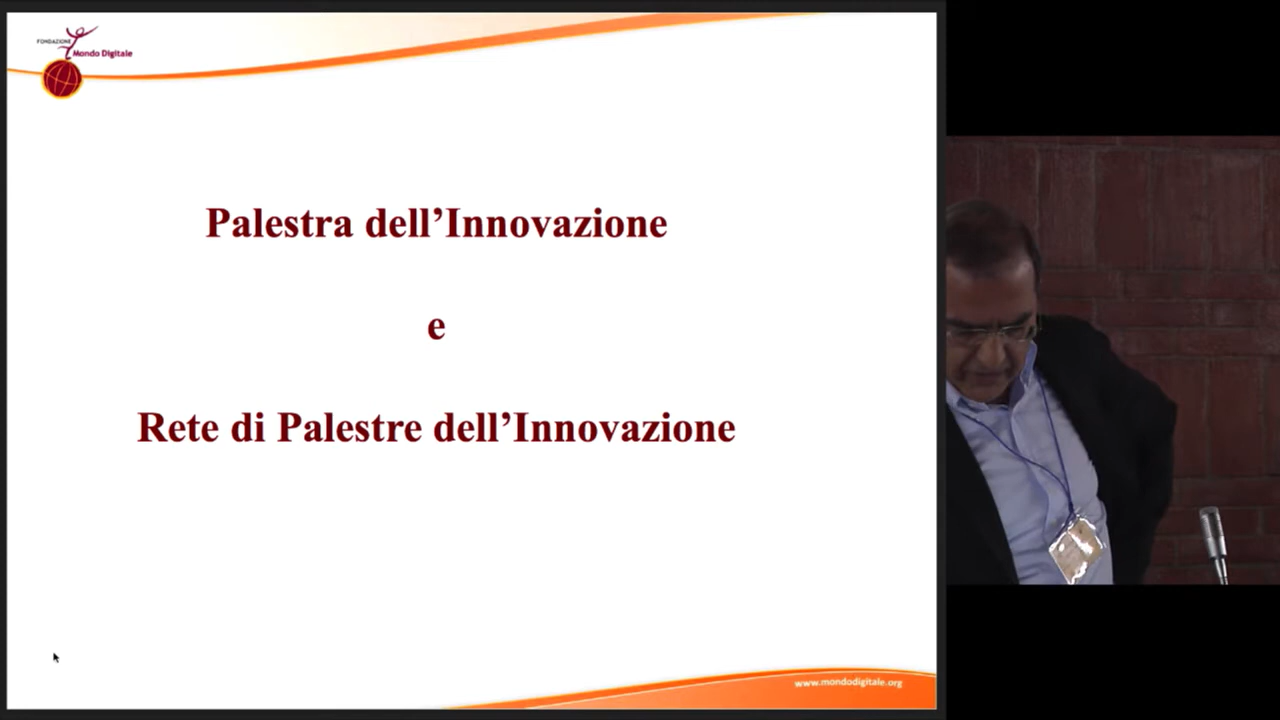 FONDAZIONE
Mondo Digitale
Palestra dell’Innovazione
e
Rete di Palestre dell’Innovazione
www.mondodigitale.org